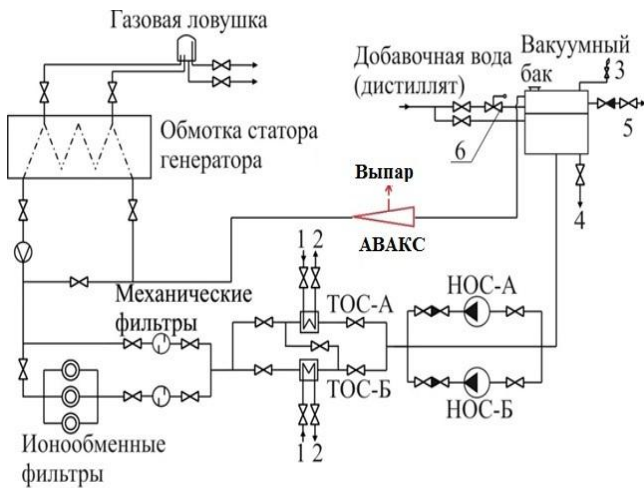 Газовая ловушка
Добавочная вода
(дистиллят)
Вакуумный
бак
3
5
6
4
Обмотка статора
генератора
Выпар
АВАКС
1 2
Механические
фильтры
ТОС-А
НОС-А
ТОС-Б
НОС-Б
1 2
Ионообменные
фильтры